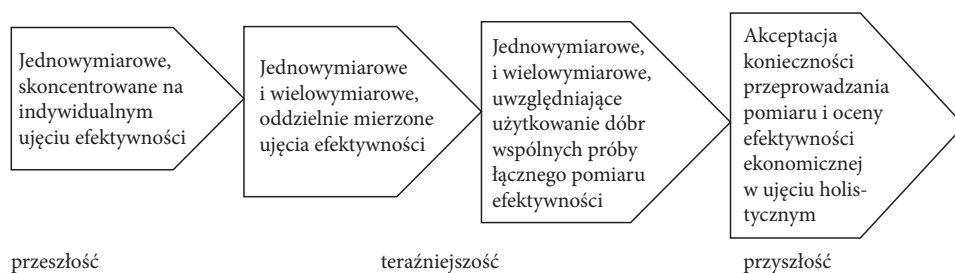 Jednowymiarowe,
skoncentrowane na
indywidualnym
ujęciu efektywności
Jednowymiarowe
i wielowymiarowe,
oddzielnie mierzone
ujęcia efektywności
Jednowymiarowe,
i wielowymiarowe,
uwzględniające
użytkowanie dóbr
wspólnych próby
łącznego pomiaru
efektywności
Akceptacja
konieczności
przeprowadzania
pomiaru i oceny
efektywności
ekonomicznej
w ujęciu holis-
tycznym
przeszłość
teraźniejszość
przyszłość